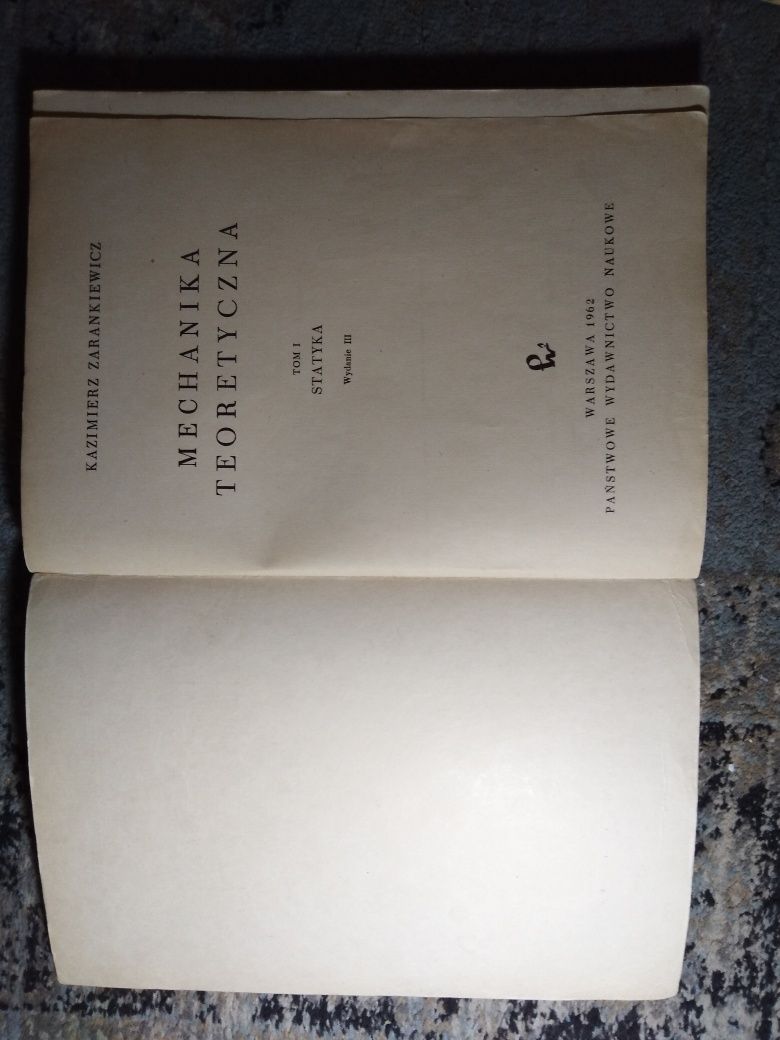 KAZIMIERZ ZARANKIEWICZ
MECHANIKA
TEORETYCZNA
TOM I
STATYKA
Wydanie III
WARSZAWA 1962
PAŃSTWOWE WYDAWNICTWO NAUKOWE